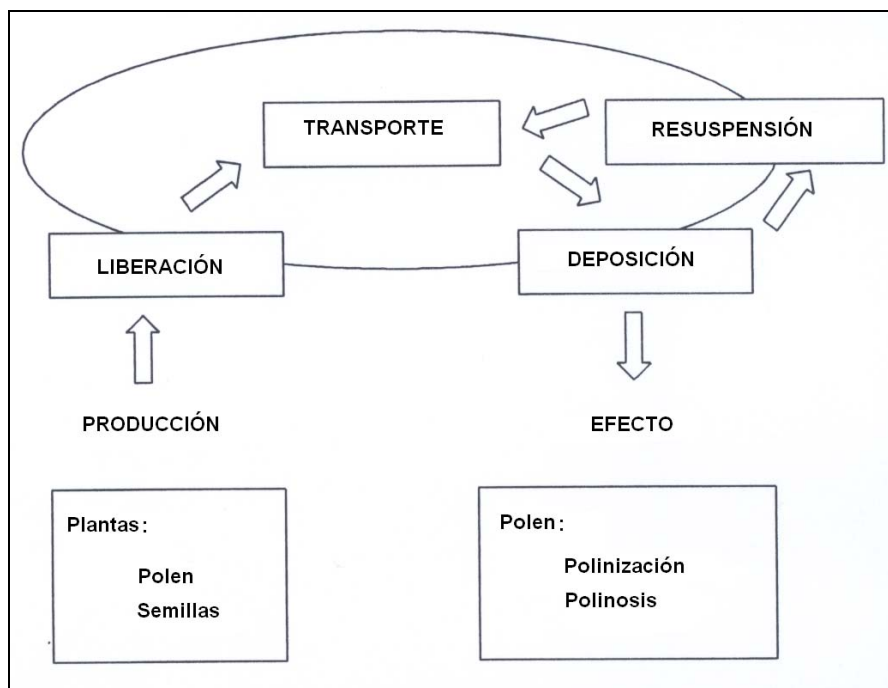 TRANSPORTE
RESUSPENSIÓN
LIBERACIÓN
DEPOSICIÓN
PRODUCCIÓN
EFECTO
Plantas:
Polen
Semillas
Polen:
Polinización
Polinosis